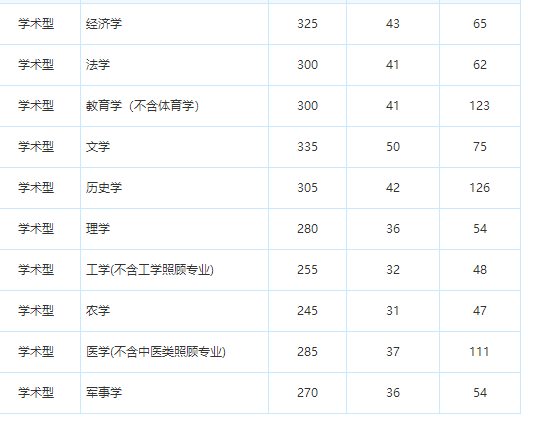 学术型 经济学 325 43 65
学术型 法学 300 41 62
学术型 教育学（不含体育学） 300 41 123
学术型 文学 335 50 75
学术型 历史学 305 42 126
学术型 理学 280 36 54
学术型 工学(不含工学照顾专业) 255 32 48
学术型 农学 245 31 47
学术型 医学(不含中医类照顾专业) 285 37 111
学术型 军事学 270 36 54